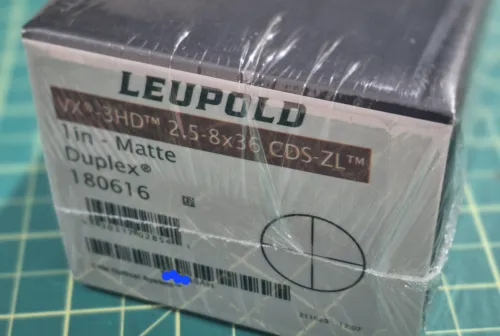 LEUPOLD
VX®-3HD™ 2.5-8x36 CDS-ZL™
1in - Matte
Duplex®
180616